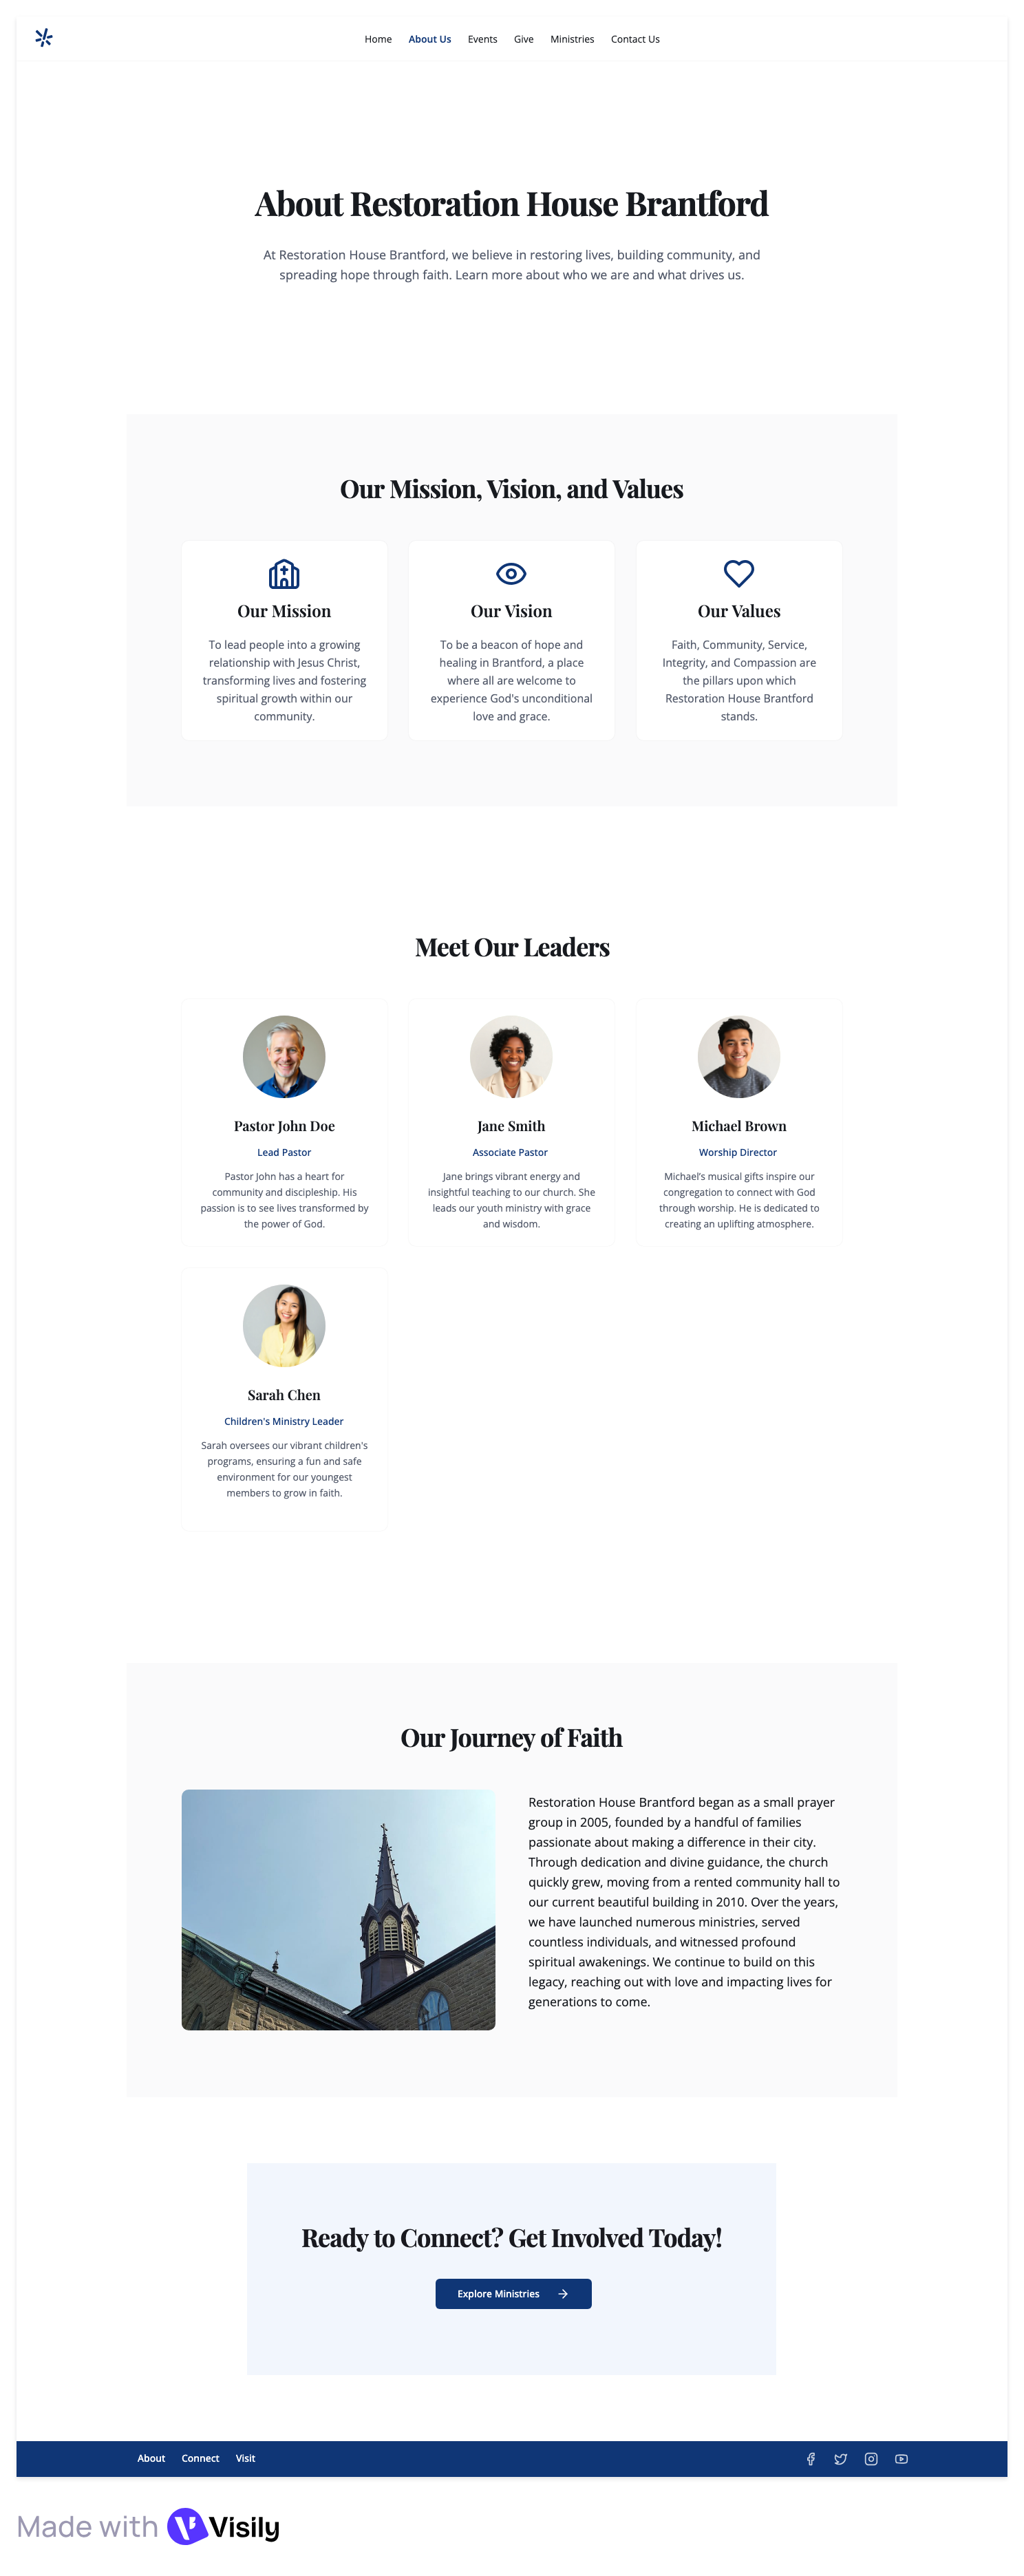 Home About Us Events Give Ministries Contact Us
About Restoration House Brantford
At Restoration House Brantford, we believe in restoring lives, building community, and
spreading hope through faith. Learn more about who we are and what drives us.
Our Mission, Vision, and Values
Our Mission
To lead people into a growing
relationship with Jesus Christ,
transforming lives and fostering
spiritual growth within our
community.
Our Vision
To be a beacon of hope and
healing in Brantford, a place
where all are welcome to
experience God's unconditional
love and grace.
Our Values
Faith, Community, Service,
Integrity, and Compassion are
the pillars upon which
Restoration House Brantford
stands.
Meet Our Leaders
Pastor John Doe
Lead Pastor
Pastor John has a heart for
community and discipleship. His
passion is to see lives transformed by
the power of God.
Jane Smith
Associate Pastor
Jane brings vibrant energy and
insightful teaching to our church. She
leads our youth ministry with grace
and wisdom.
Michael Brown
Worship Director
Michael's musical gifts inspire our
congregation to connect with God
through worship. He is dedicated to
creating an uplifting atmosphere.
Sarah Chen
Children's Ministry Leader
Sarah oversees our vibrant children's
programs, ensuring a fun and safe
environment for our youngest
members to grow in faith.
Our Journey of Faith
Restoration House Brantford began as a small prayer
group in 2005, founded by a handful of families
passionate about making a difference in their city.
Through dedication and divine guidance, the church
quickly grew, moving from a rented community hall to
our current beautiful building in 2010. Over the years,
we have launched numerous ministries, served
countless individuals, and witnessed profound
spiritual awakenings. We continue to build on this
legacy, reaching out with love and impacting lives for
generations to come.
Ready to Connect? Get Involved Today!
Explore Ministries
About Connect Visit
Made with Visily